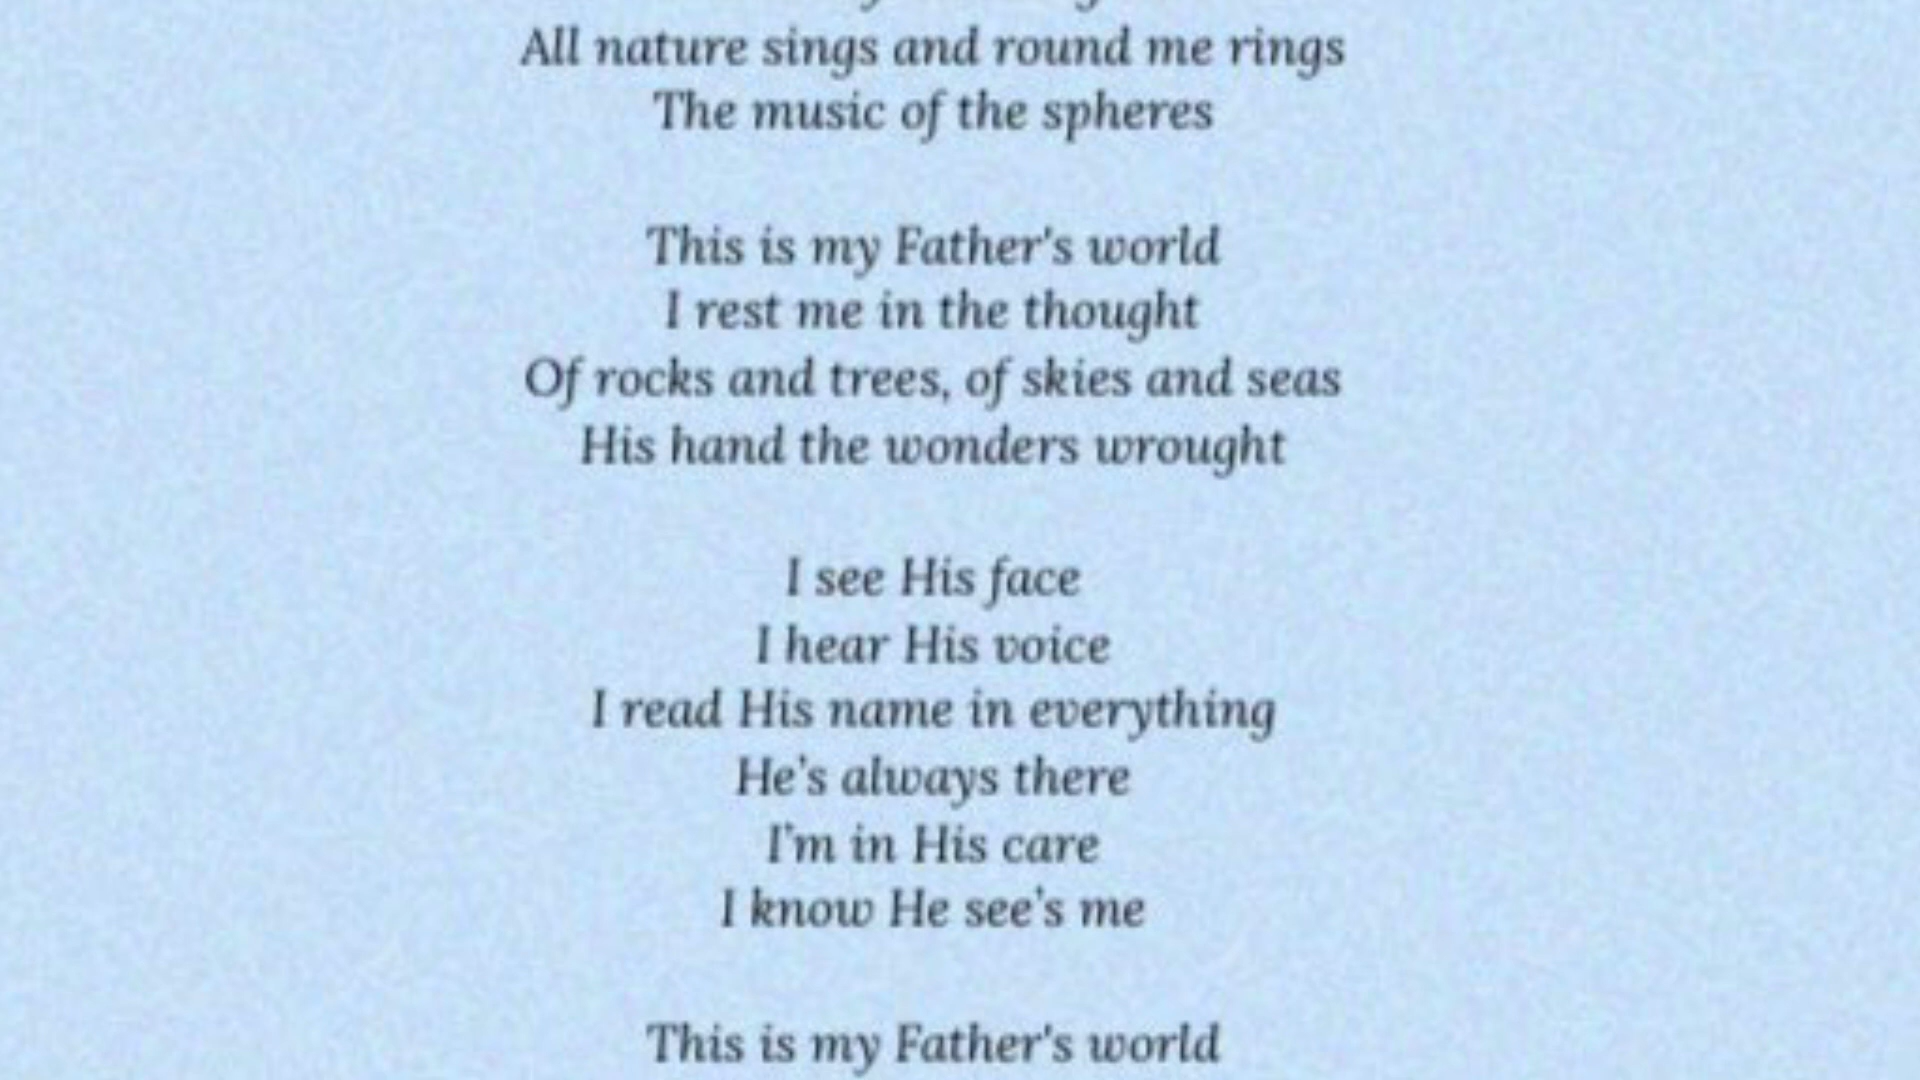 All nature sings and round me rings
The music of the spheres
This is my Father's world
I rest me in the thought
Of rocks and trees, of skies and seas
His hand the wonders wrought
I see His face
I hear His voice
I read His name in everything
He's always there
I'm in His care
I know He see's me
This is my Father's world